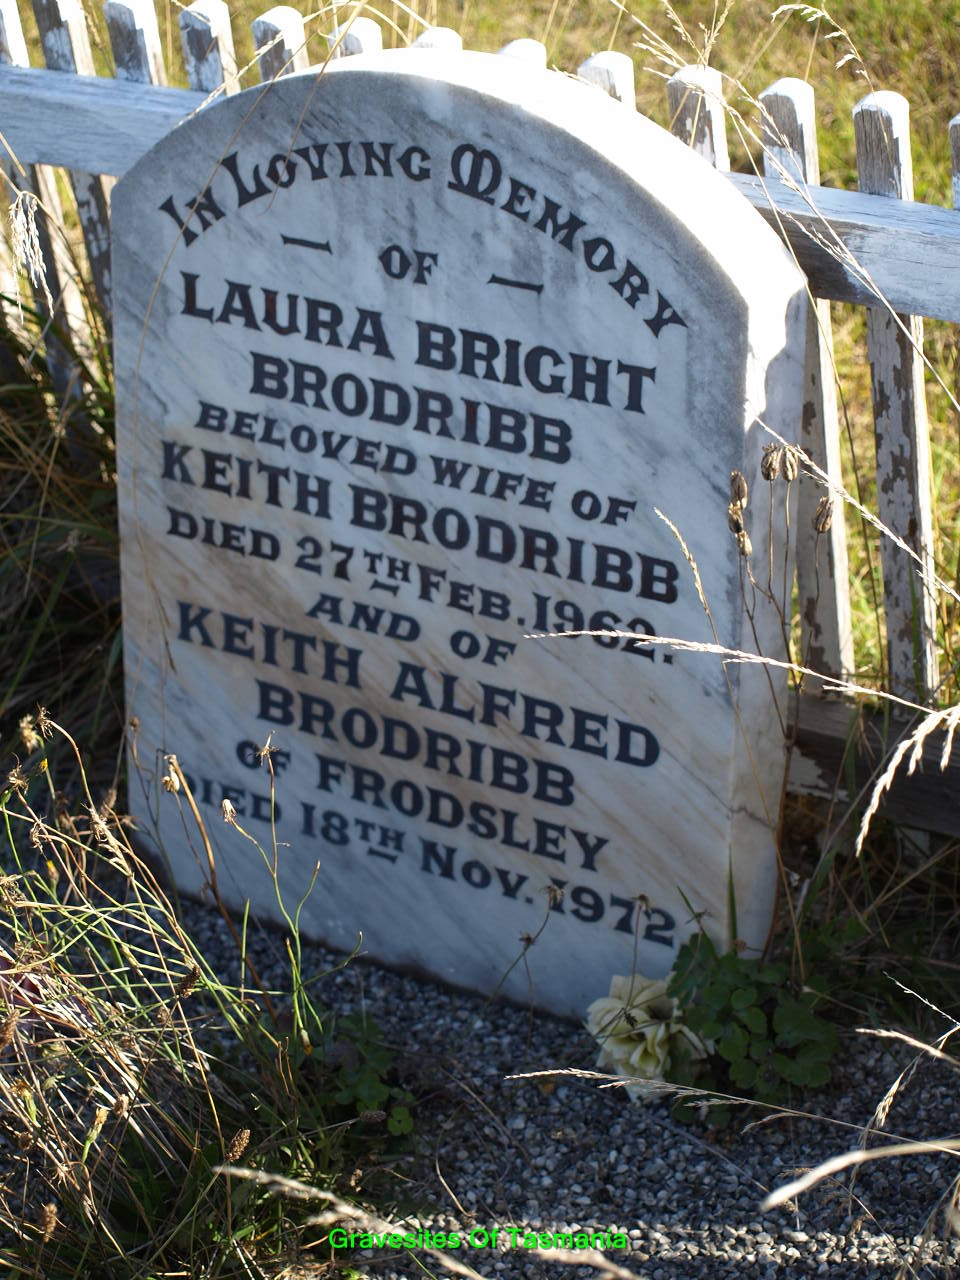 IN LOVING MEMORY
— OF —
LAURA BRIGHT
BRODRIBB
BELOVED WIFE OF
KEITH BRODRIBB
DIED 27TH FEB. 1962.
AND OF
KEITH ALFRED
BRODRIBB
OF FRODSLEY
DIED 18TH NOV. 1972.
Gravesites Of Tasmania